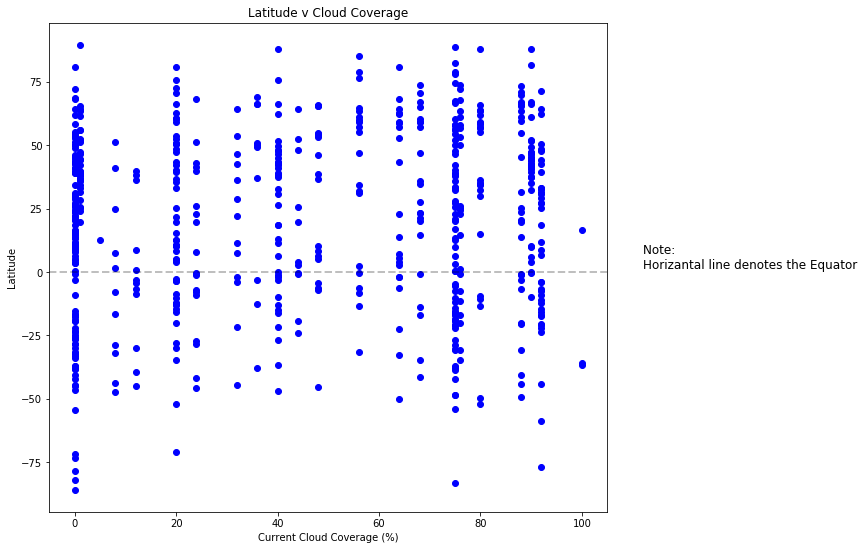 Latitude v Cloud Coverage
75
50
25
0
−25
−50
−75
Latitude
0
20
40
60
80
100
Current Cloud Coverage (%)
Note:
Horizantal line denotes the Equator